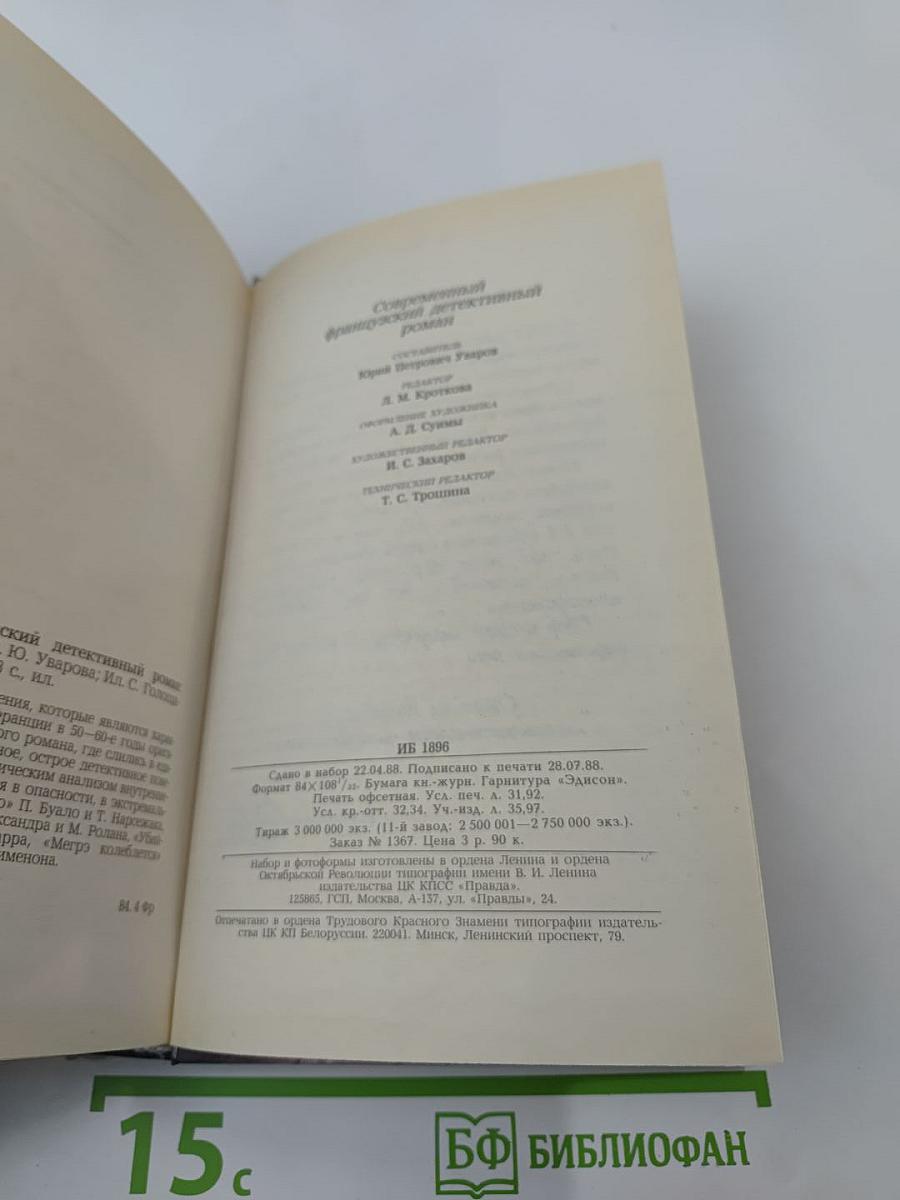 ский детективный роман
Ю. Уварова; Ил. С.
с., ил.
ения, которые являются
ранции в 50—60-е годы
ого романа, где слились в
ное, острое детективное
ическим анализом
я в опасности, в
П. Буало и Т. Нарсежака,
ксандра и М. Ролана,
арра, «Мегрэ колеблется»
именона.
84.4 Фр
Современный
французский детективный
роман
СОСТАВИТЕЛЬ
Юрий Петрович Уваров
РЕДАКТОР
Л. М. Кроткова
ОФОРМЛЕНИЕ ХУДОЖНИКА
А. Д. Суимы
ХУДОЖЕСТВЕННЫЙ РЕДАКТОР
И. С. Захаров
ТЕХНИЧЕСКИЙ РЕДАКТОР
Т. С. Трошина
ИБ 1896
Сдано в набор 22.04.88. Подписано к печати 28.07.88.
Формат 84×108¹/₃₂. Бумага кн.-журн. Гарнитура «Эдисон».
Печать офсетная. Усл. печ. л. 31,92.
Усл. кр.-отт. 32,34. Уч.-изд. л. 35,97.
Тираж 3 000 000 экз. (11-й завод: 2 500 001—2 750 000 экз.).
Заказ № 1367. Цена 3 р. 90 к.
Набор и фотоформы изготовлены в ордена Ленина и ордена
Октябрьской Революции типографии имени В. И. Ленина
издательства ЦК КПСС «Правда».
125865, ГСП, Москва, А-137, ул. «Правды», 24.
Отпечатано в ордена Трудового Красного Знамени типографии издатель-
ства ЦК КП Белоруссии. 220041. Минск, Ленинский проспект, 79.
15 с
БФ БИБЛИОФАН